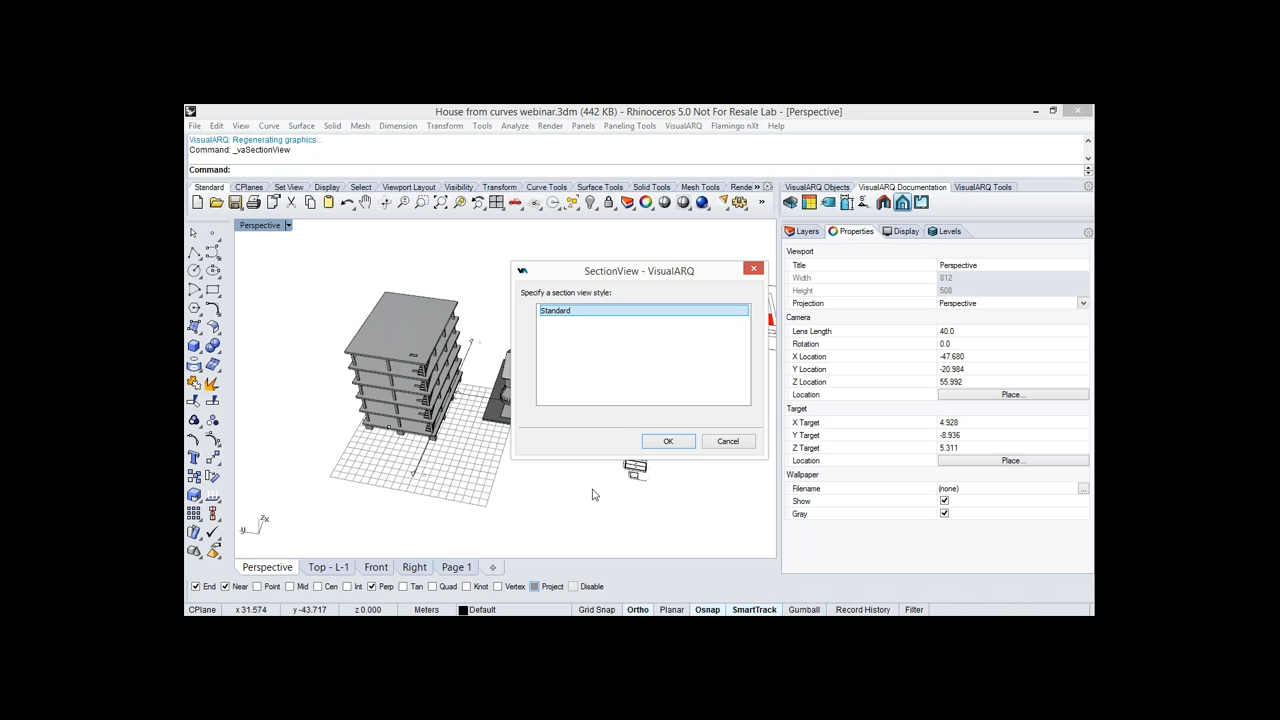 House from curves webinar.3dm (442 KB) - Rhinoceros 5.0 Not For Resale Lab - [Perspective]
File Edit View Curve Surface Solid Mesh Dimension Transform Tools Analyze Render Panels Paneling Tools VisualARQ Flamingo nXt Help
VisualARQ: Regenerating graphics...
Command: _vaSectionView
Command:
Standard CPlanes Set View Display Select Viewport Layout Visibility Transform Curve Tools Surface Tools Solid Tools Mesh Tools Rende »
VisualARQ Objects VisualARQ Documentation VisualARQ Tools
Perspective
Layers Properties Display Levels
Viewport
Title Perspective
Width 812
Height 508
Projection Perspective
Camera
Lens Length 40.0
Rotation 0.0
X Location -47.680
Y Location -20.984
Z Location 55.992
Location Place...
Target
X Target 4.928
Y Target -8.936
Z Target 5.311
Location Place...
Wallpaper
Filename (none) ...
Show
Gray
SectionView - VisualARQ
Specify a section view style:
Standard
OK Cancel
z x
y
Perspective Top - L-1 Front Right Page 1
End Near Point Mid Cen Int Perp Tan Quad Knot Vertex Project Disable
CPlane x 31.574 y -43.717 z 0.000 Meters Default Grid Snap Ortho Planar Osnap SmartTrack Gumball Record History Filter